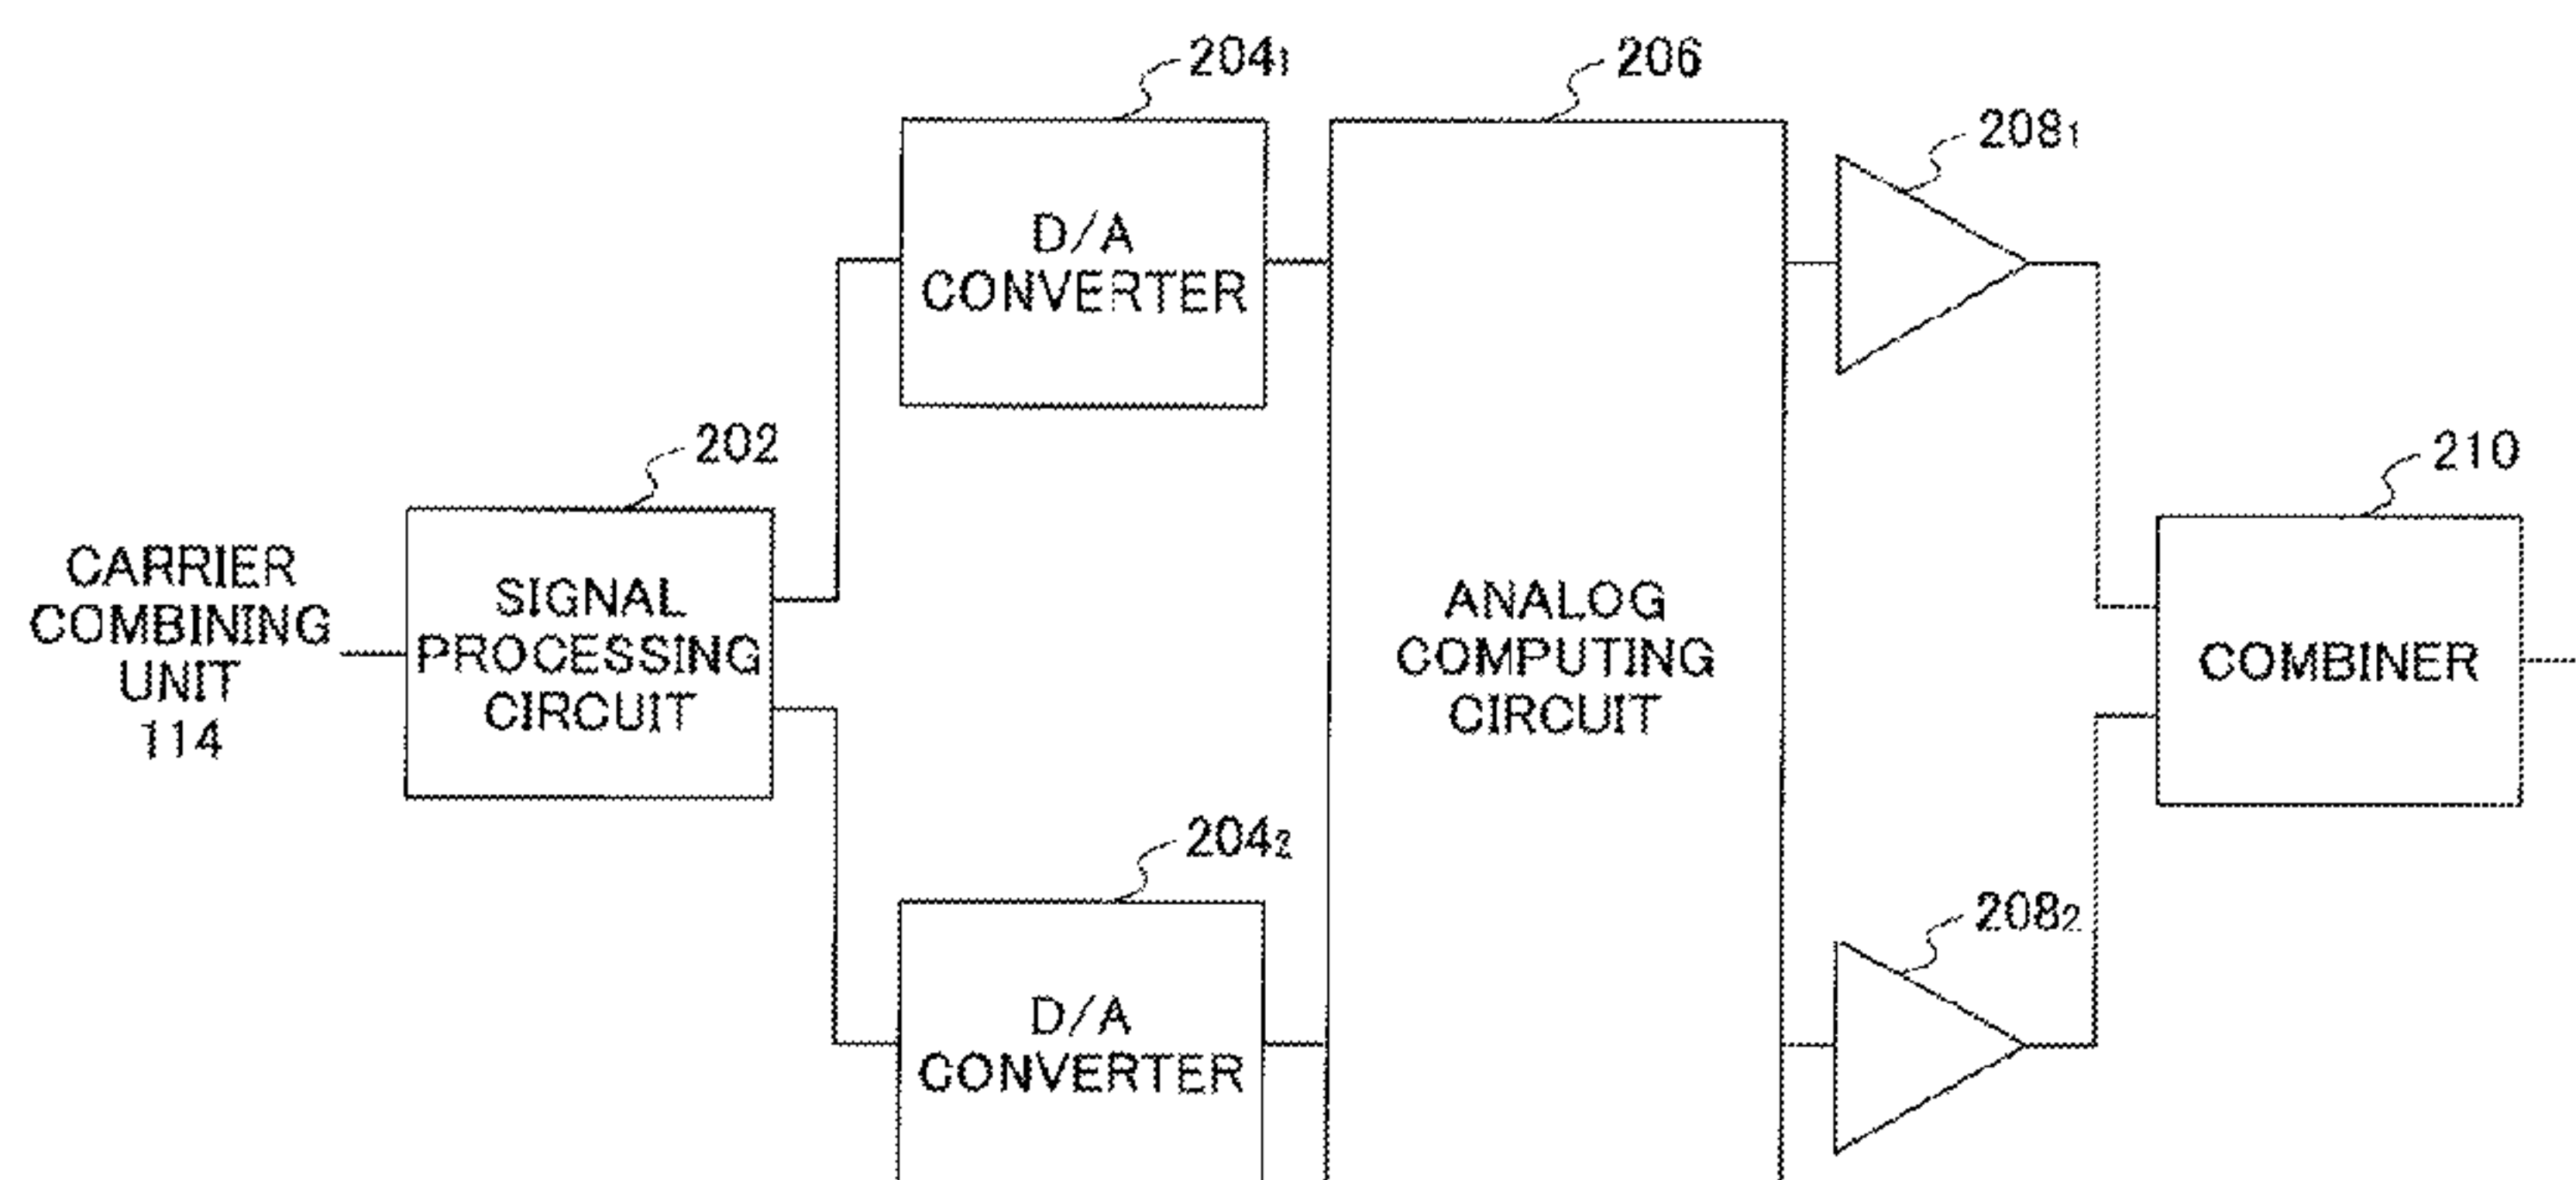 204₁
206
208₁
D/A
CONVERTER
202
210
CARRIER
COMBINING
UNIT
114
SIGNAL
PROCESSING
CIRCUIT
ANALOG
COMPUTING
CIRCUIT
COMBINER
204₂
208₂
D/A
CONVERTER